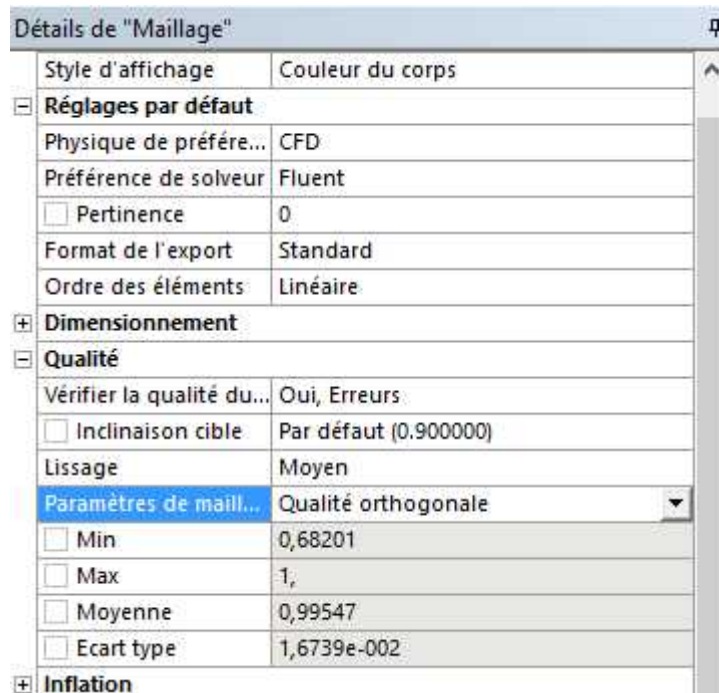 Détails de "Maillage"
Style d'affichage Couleur du corps
Réglages par défaut
Physique de préfére... CFD
Préférence de solveur Fluent
Pertinence 0
Format de l'export Standard
Ordre des éléments Linéaire
Dimensionnement
Qualité
Vérifier la qualité du... Oui, Erreurs
Inclinaison cible Par défaut (0.900000)
Lissage Moyen
Paramètres de maill... Qualité orthogonale
Min 0,68201
Max 1,
Moyenne 0,99547
Ecart type 1,6739e-002
Inflation